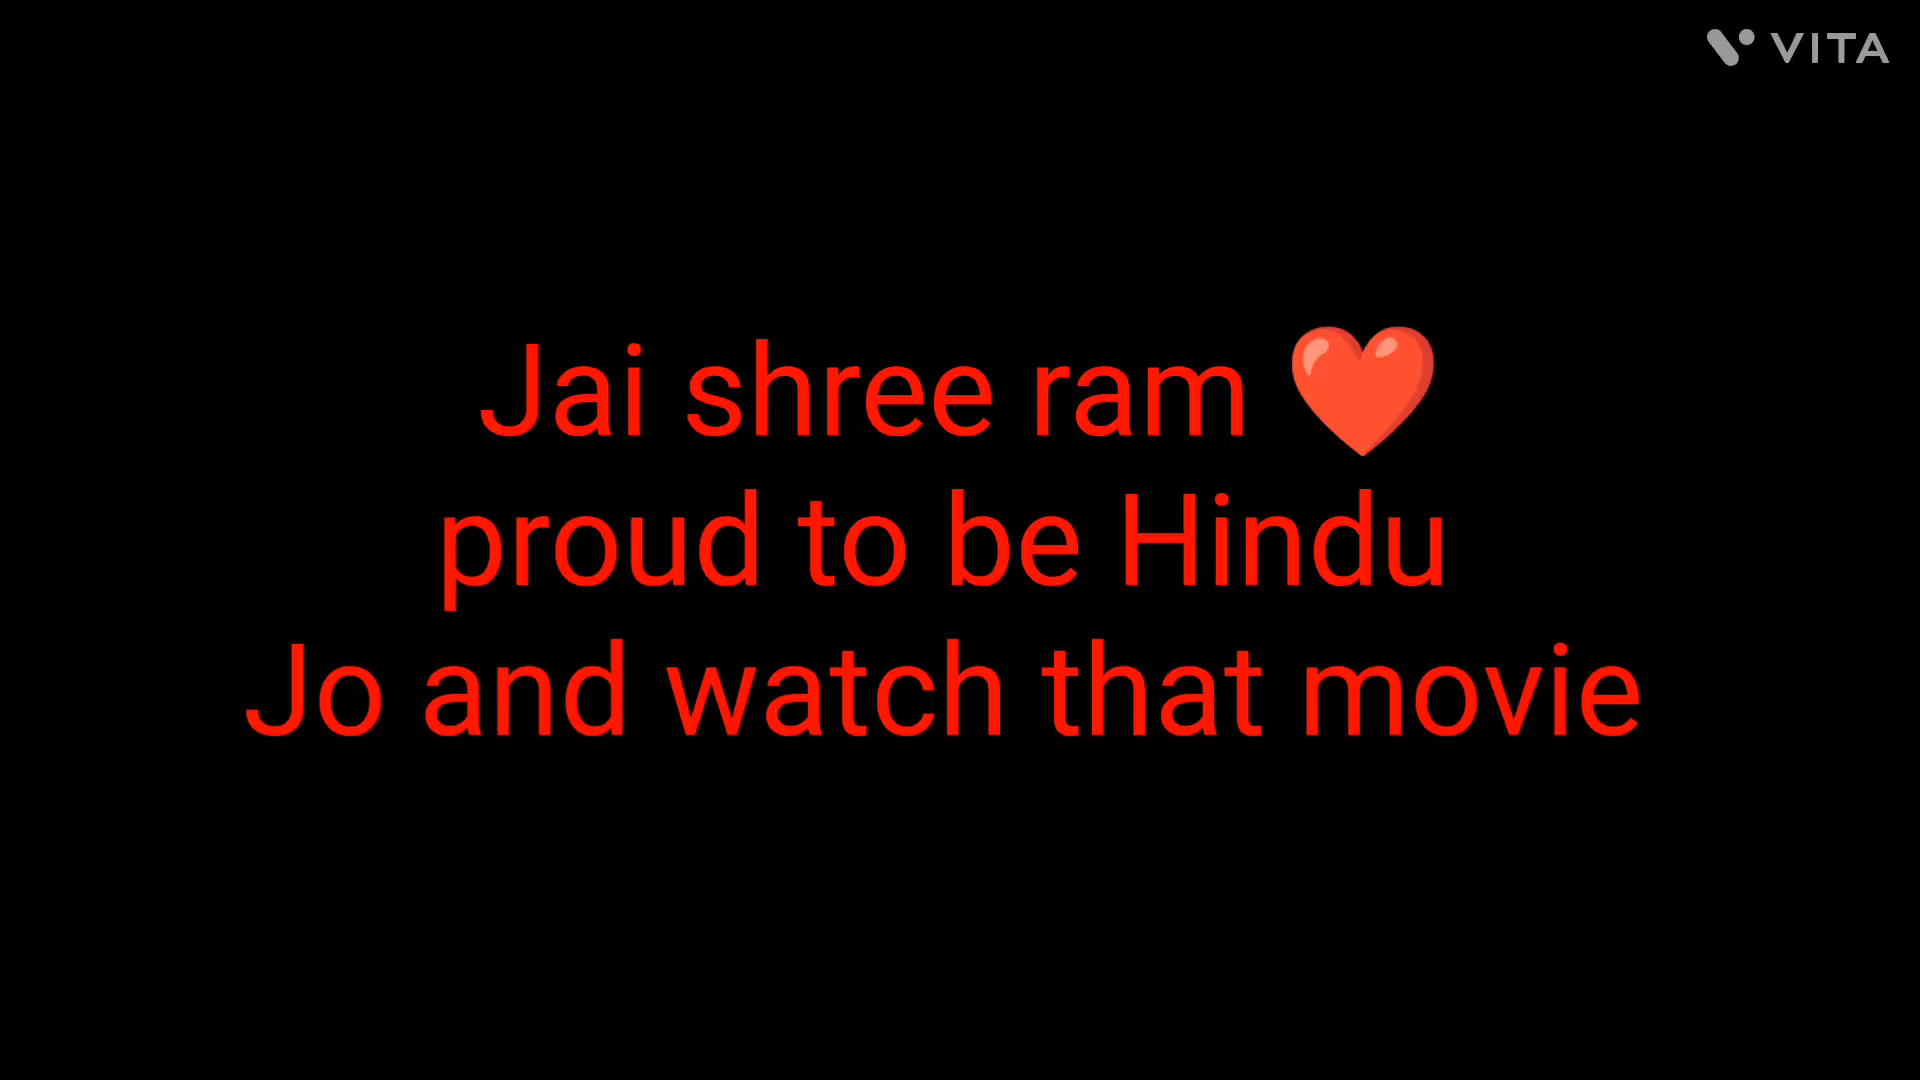 VITA
Jai shree ram ❤️
proud to be Hindu
Jo and watch that movie